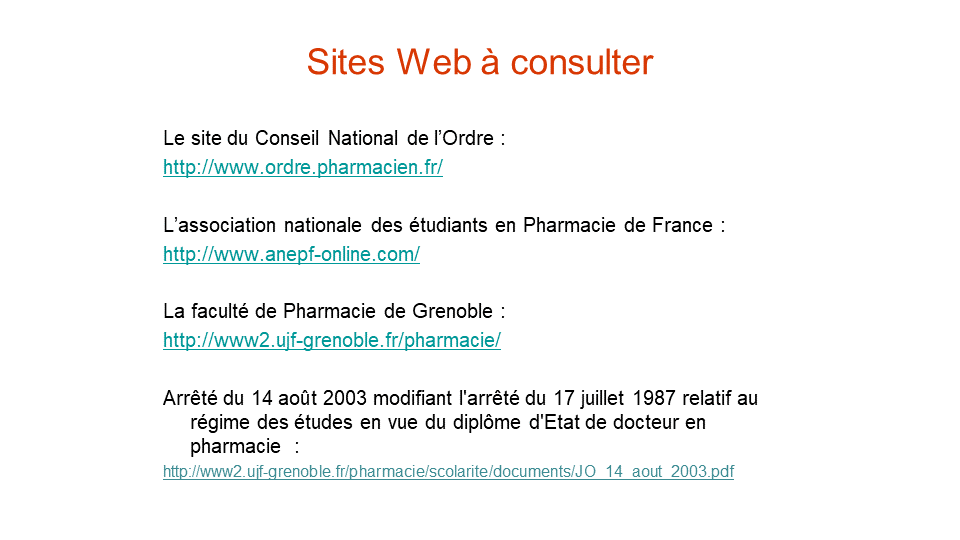 Sites Web à consulter
Le site du Conseil National de l’Ordre :
http://www.ordre.pharmacien.fr/
L’association nationale des étudiants en Pharmacie de France :
http://www.anepf-online.com/
La faculté de Pharmacie de Grenoble :
http://www2.ujf-grenoble.fr/pharmacie/
Arrêté du 14 août 2003 modifiant l'arrêté du 17 juillet 1987 relatif au
régime des études en vue du diplôme d'Etat de docteur en
pharmacie :
http://www2.ujf-grenoble.fr/pharmacie/scolarite/documents/JO_14_aout_2003.pdf